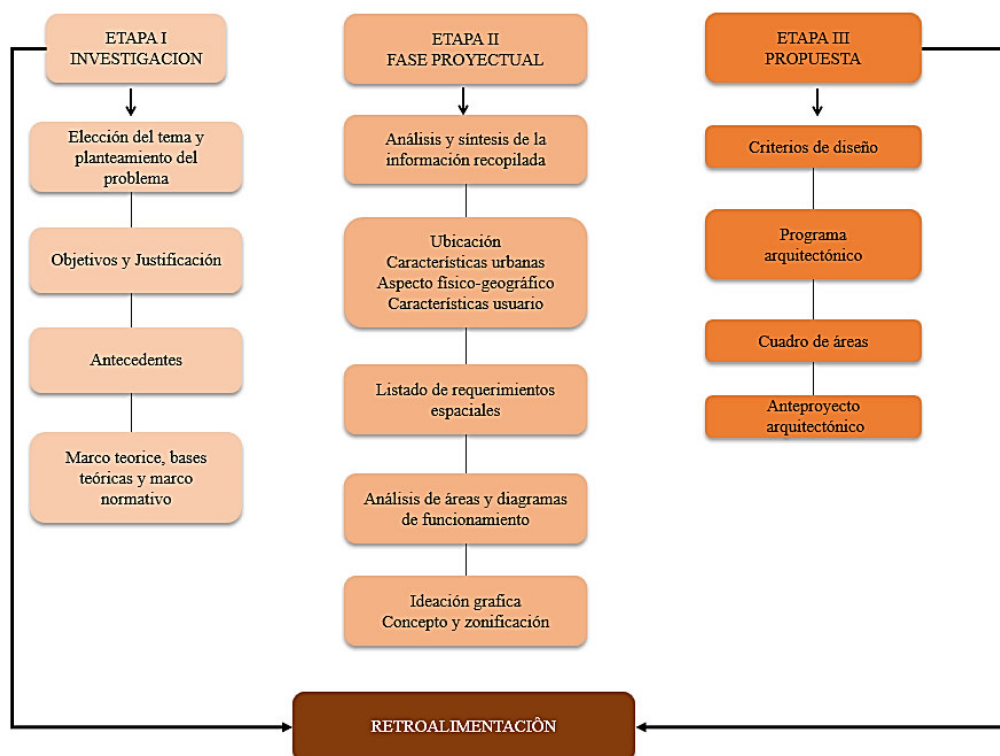 ETAPA I
INVESTIGACION
Elección del tema y
planteamiento del
problema
Objetivos y Justificación
Antecedentes
Marco teorice, bases
teóricas y marco
normativo
ETAPA II
FASE PROYECTUAL
Análisis y síntesis de la
información recopilada
Ubicación
Características urbanas
Aspecto físico-geográfico
Características usuario
Listado de requerimientos
espaciales
Análisis de áreas y diagramas
de funcionamiento
Ideación grafica
Concepto y zonificación
ETAPA III
PROPUESTA
Criterios de diseño
Programa
arquitectónico
Cuadro de áreas
Anteproyecto
arquitectónico
RETROALIMENTACIÒN